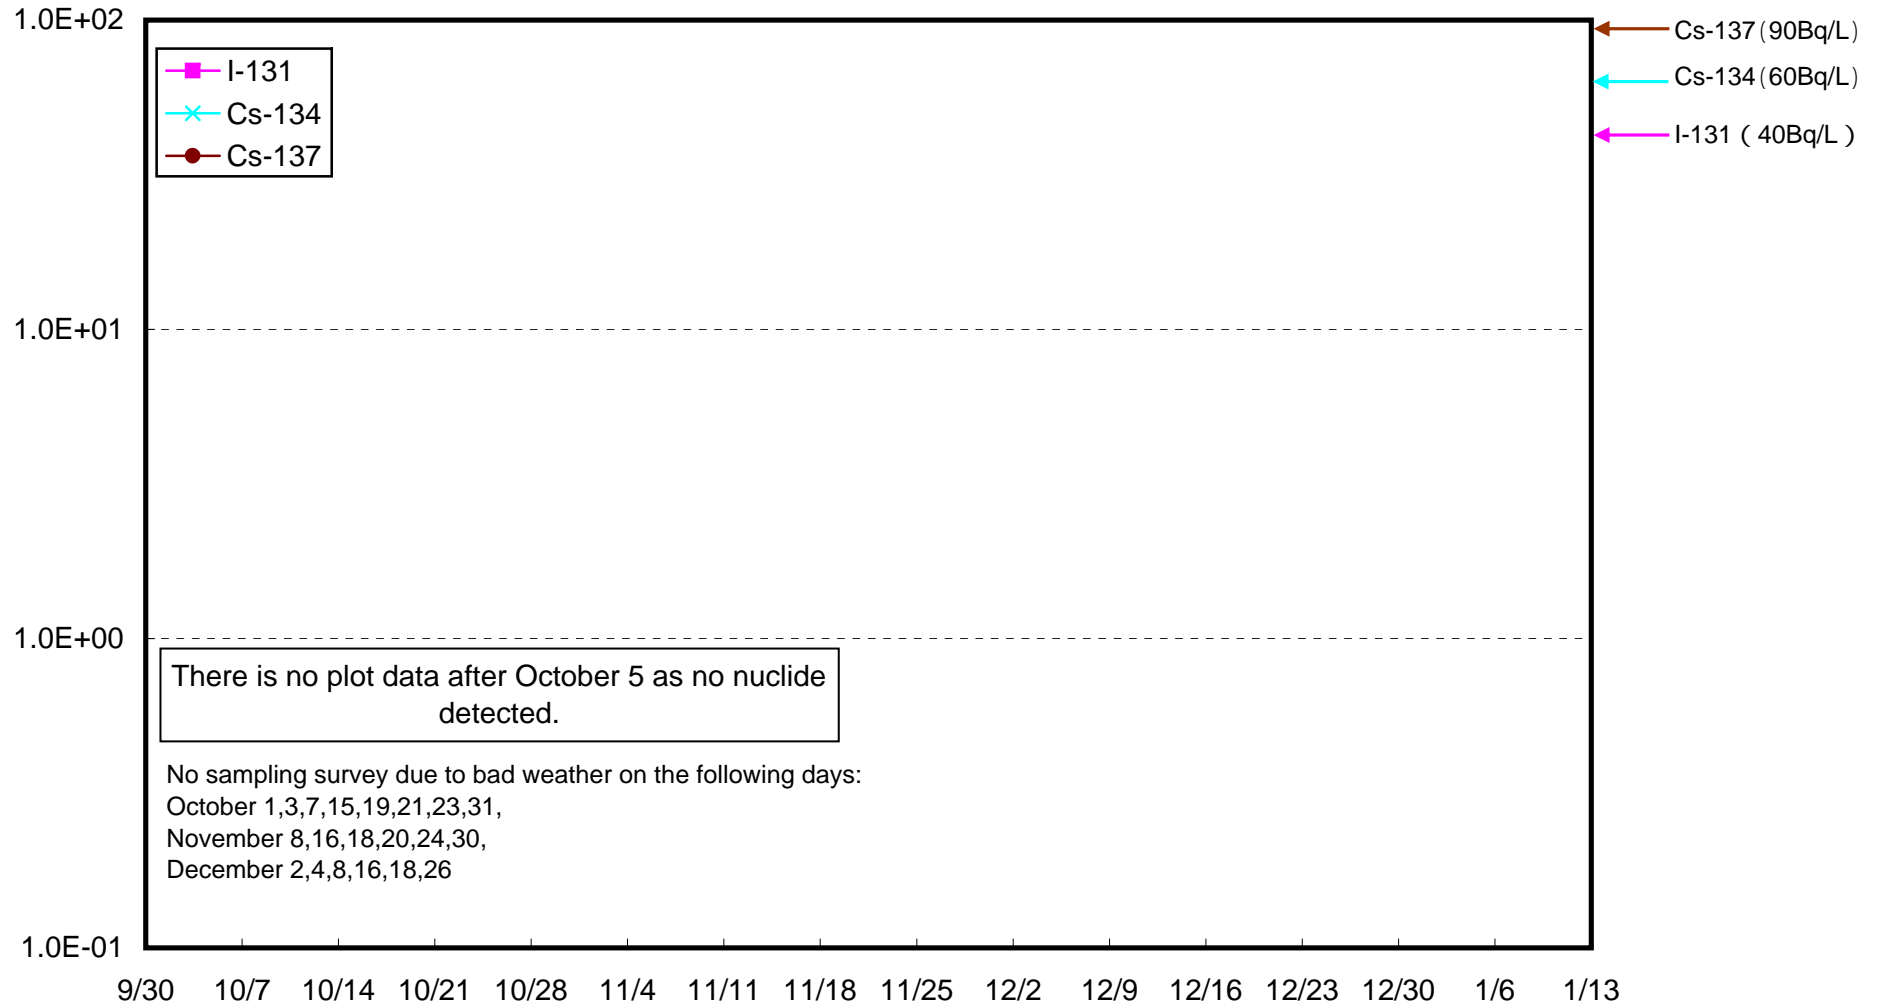 1.0E+02
1.0E+01
1.0E+00
1.0E-01
I-131
Cs-134
Cs-137
Cs-137(90Bq/L)
Cs-134(60Bq/L)
I-131 ( 40Bq/L )
There is no plot data after October 5 as no nuclide
detected.
No sampling survey due to bad weather on the following days:
October 1,3,7,15,19,21,23,31,
November 8,16,18,20,24,30,
December 2,4,8,16,18,26
9/30 10/7 10/14 10/21 10/28 11/4 11/11 11/18 11/25 12/2 12/9 12/16 12/23 12/30 1/6 1/13